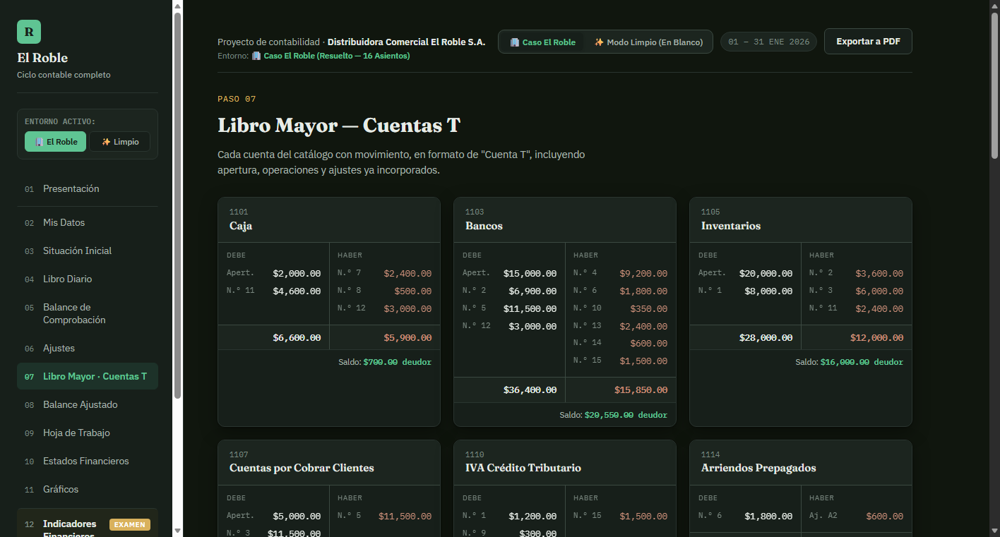 R
El Roble
Ciclo contable completo
ENTORNO ACTIVO:
🏢 El Roble
✨ Limpio
01 Presentación
02 Mis Datos
03 Situación Inicial
04 Libro Diario
05 Balance de
Comprobación
06 Ajustes
07 Libro Mayor · Cuentas T
08 Balance Ajustado
09 Hoja de Trabajo
10 Estados Financieros
11 Gráficos
12 Indicadores EXAMEN
Financieros
Proyecto de contabilidad · Distribuidora Comercial El Roble S.A.
Entorno: 🏢 Caso El Roble (Resuelto — 16 Asientos)
🏢 Caso El Roble
✨ Modo Limpio (En Blanco)
01 — 31 ENE 2026
Exportar a PDF
PASO 07
Libro Mayor — Cuentas T
Cada cuenta del catálogo con movimiento, en formato de "Cuenta T", incluyendo
apertura, operaciones y ajustes ya incorporados.
1101
Caja
DEBE HABER
Apert. $2,000.00 N.º 7 $2,400.00
N.º 11 $4,600.00 N.º 8 $500.00
N.º 12 $3,000.00
$6,600.00 $5,900.00
Saldo: $700.00 deudor
1103
Bancos
DEBE HABER
Apert. $15,000.00 N.º 4 $9,200.00
N.º 2 $6,900.00 N.º 6 $1,800.00
N.º 5 $11,500.00 N.º 10 $350.00
N.º 12 $3,000.00 N.º 13 $2,400.00
N.º 14 $600.00
N.º 15 $1,500.00
$36,400.00 $15,850.00
Saldo: $20,550.00 deudor
1105
Inventarios
DEBE HABER
Apert. $20,000.00 N.º 2 $3,600.00
N.º 1 $8,000.00 N.º 3 $6,000.00
N.º 11 $2,400.00
$28,000.00 $12,000.00
Saldo: $16,000.00 deudor
1107
Cuentas por Cobrar Clientes
DEBE HABER
Apert. $5,000.00 N.º 5 $11,500.00
N.º 3 $11,500.00
1110
IVA Crédito Tributario
DEBE HABER
N.º 1 $1,200.00 N.º 15 $1,500.00
N.º 9 $300.00
1114
Arriendos Prepagados
DEBE HABER
N.º 6 $1,800.00 Aj. A2 $600.00